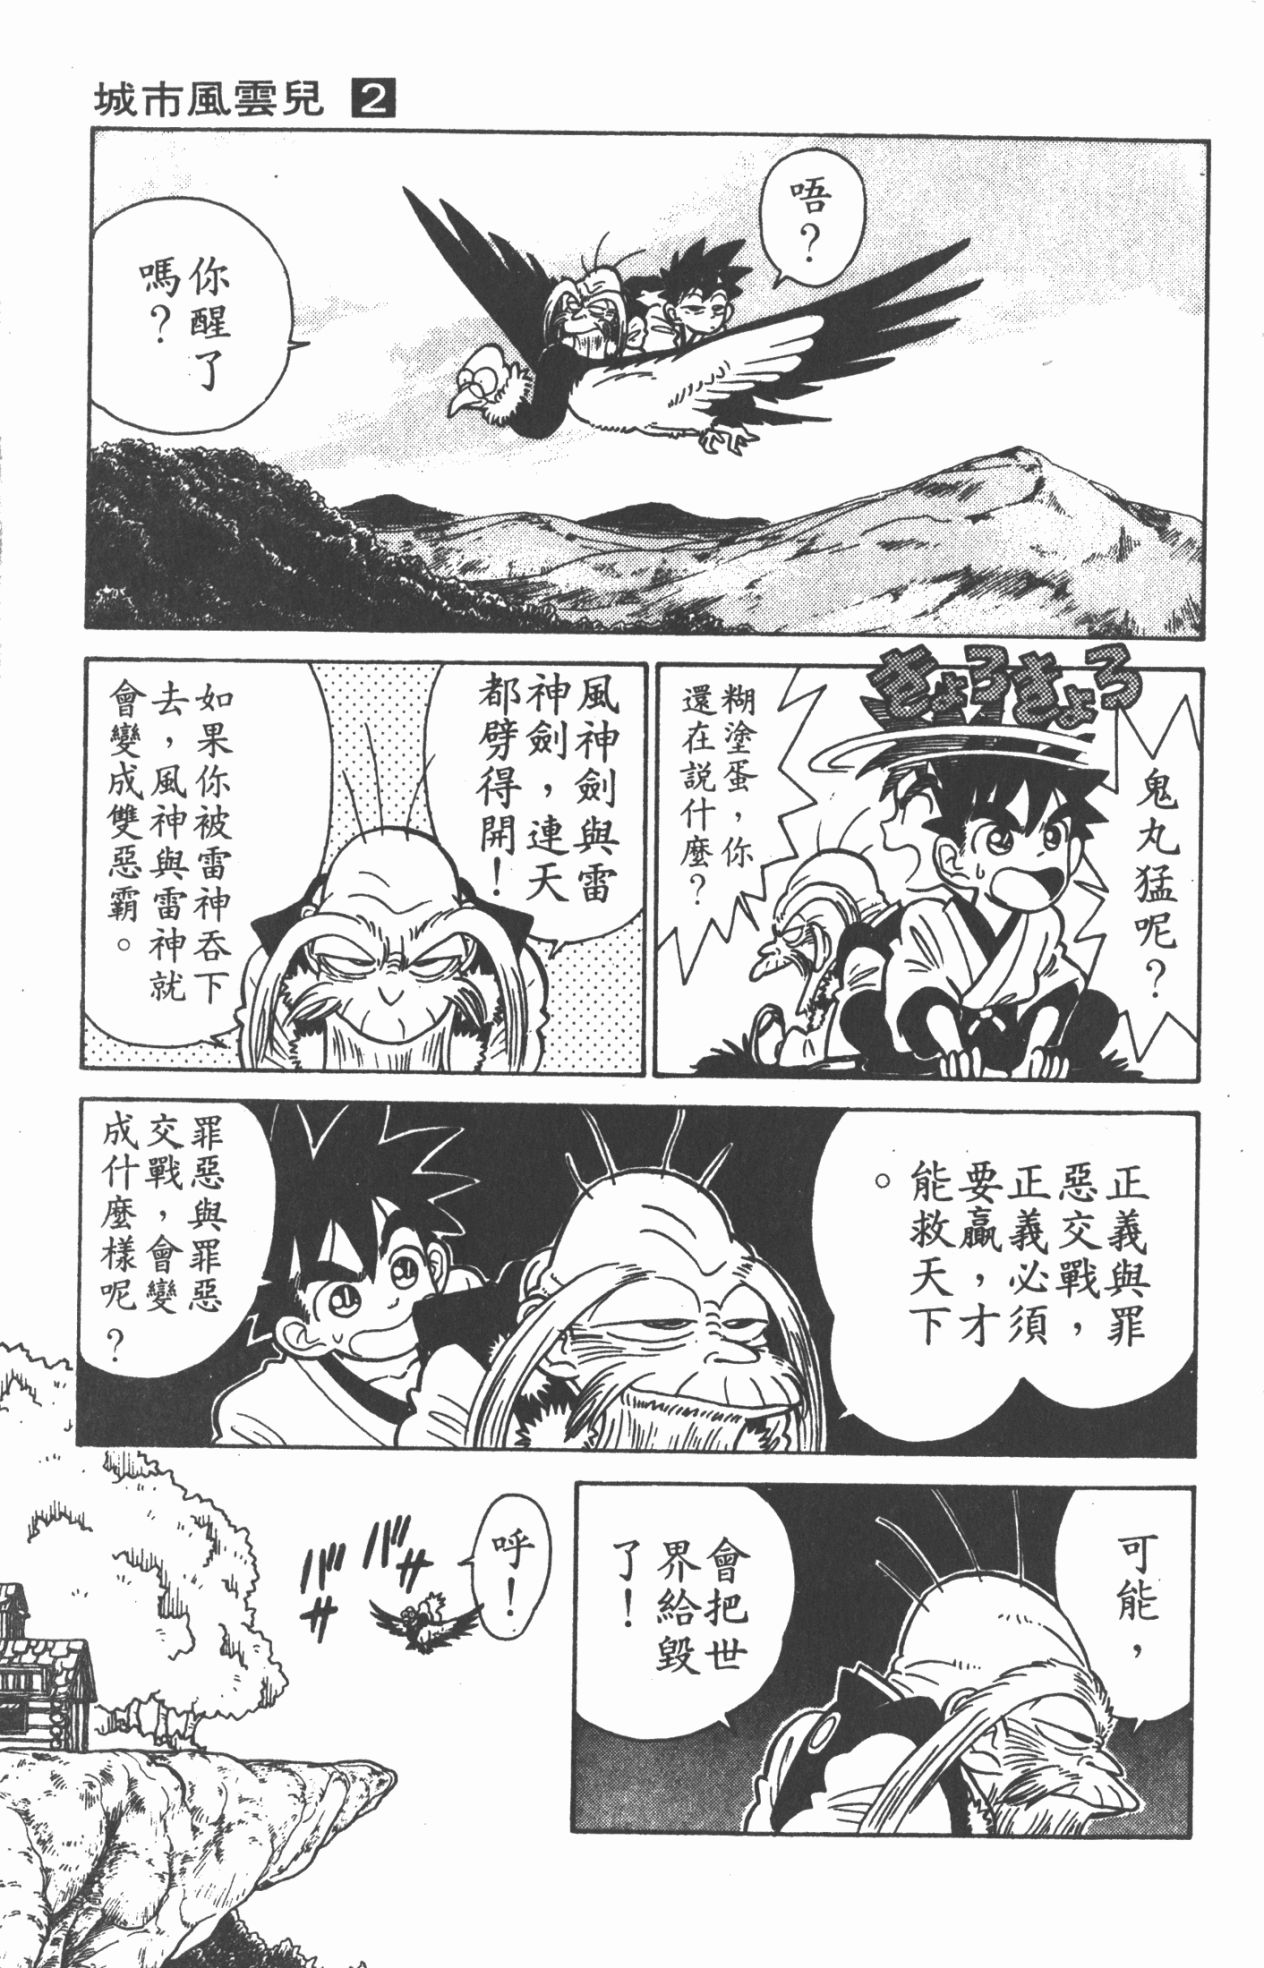 城市風雲兒 2
唔?
你醒了
嗎?
きょろきょろ
鬼丸猛呢?
糊塗蛋,你
還在說什麼?
風神劍與雷
神劍,連天
都劈得開!
如果你被雷神吞下
去,風神與雷神就
會變成雙惡霸。
正義與罪
惡交戰,
正義必須
要贏,才
能救天下
。
罪惡與罪惡
交戰,會變
成什麼樣呢?
可能,
會把世
界給毀
了!
呼!
バサ
バサ